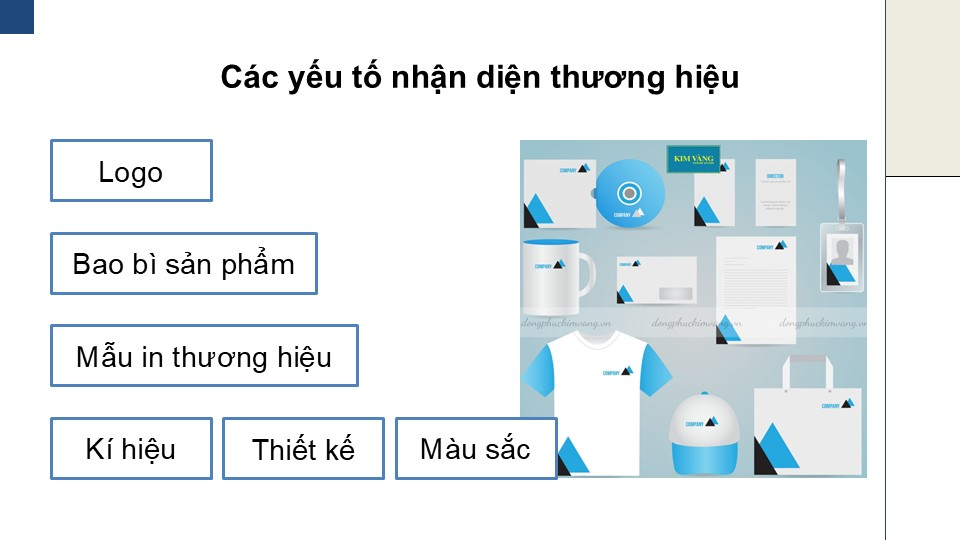 Các yếu tố nhận diện thương hiệu
Logo
Bao bì sản phẩm
Mẫu in thương hiệu
Kí hiệu
Thiết kế
Màu sắc
KIM VÀNG
COMPANY
COMPANY
DIRECTOR
COMPANY
COMPANY
COMPANY
dongphuckimvang.vn
dongphuckimvang.vn
dongphuckimvang.vn
COMPANY
COMPANY
COMPANY